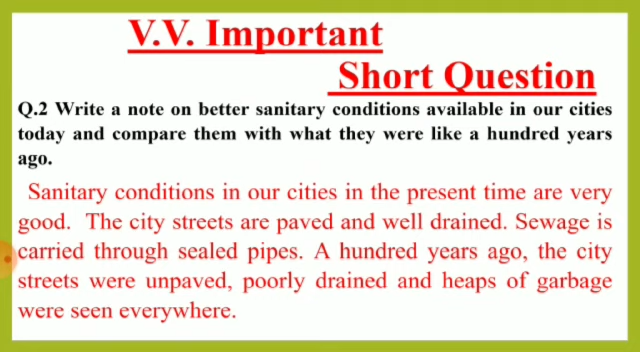 V.V. Important
Short Question
Q.2 Write a note on better sanitary conditions available in our cities
today and compare them with what they were like a hundred years
ago.
Sanitary conditions in our cities in the present time are very
good. The city streets are paved and well drained. Sewage is
carried through sealed pipes. A hundred years ago, the city
streets were unpaved, poorly drained and heaps of garbage
were seen everywhere.